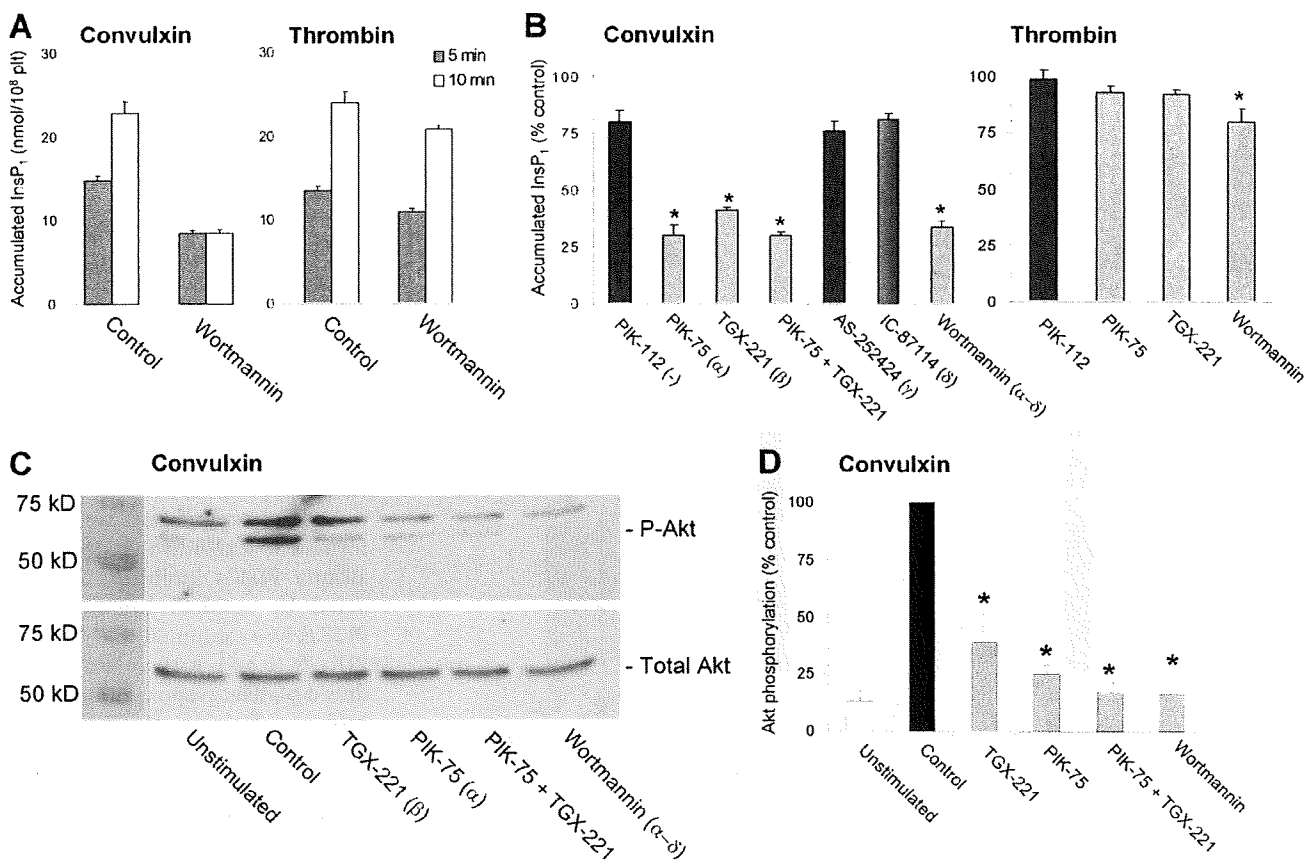 A
Convulxin
Thrombin
Accumulated InsP₁ (nmol/10⁸ plt)
30
20
10
0
30
20
10
0
5 min
10 min
Control
Wortmannin
Control
Wortmannin
B
Convulxin
Thrombin
Accumulated InsP₁ (% control)
100
75
50
25
0
*
*
*
*
PIK-112 (-)
PIK-75 (α)
TGX-221 (β)
PIK-75 + TGX-221
AS-252424 (γ)
IC-87114 (δ)
Wortmannin (α-δ)
100
75
50
25
0
*
PIK-112
PIK-75
TGX-221
Wortmannin
C
Convulxin
75 kD
50 kD
- P-Akt
75 kD
50 kD
- Total Akt
Unstimulated
Control
TGX-221 (β)
PIK-75 (α)
PIK-75 + TGX-221
Wortmannin (α-δ)
D
Convulxin
Akt phosphorylation (% control)
100
75
50
25
0
*
*
*
*
Unstimulated
Control
TGX-221
PIK-75
PIK-75 + TGX-221
Wortmannin